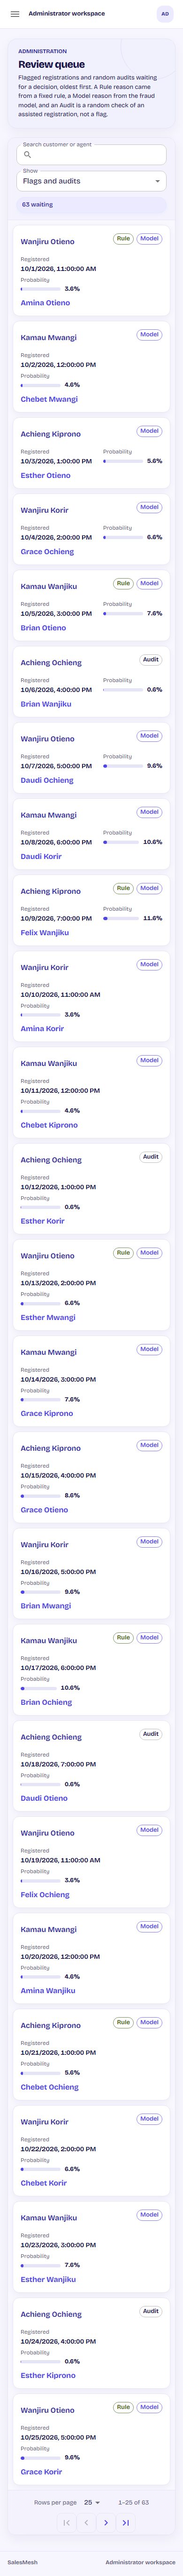 Administrator workspace
AD
ADMINISTRATION
Review queue
Flagged registrations and random audits waiting
for a decision, oldest first. A Rule reason came
from a fixed rule, a Model reason from the fraud
model, and an Audit is a random check of an
assisted registration, not a flag.
Search customer or agent
Show
Flags and audits
63 waiting
Wanjiru Otieno
Rule Model
Registered
10/1/2026, 11:00:00 AM
Probability
3.6%
Amina Otieno
Kamau Mwangi
Model
Registered
10/2/2026, 12:00:00 PM
Probability
4.6%
Chebet Mwangi
Achieng Kiprono
Model
Registered Probability
10/3/2026, 1:00:00 PM 5.6%
Esther Otieno
Wanjiru Korir
Model
Registered Probability
10/4/2026, 2:00:00 PM 6.6%
Grace Ochieng
Kamau Wanjiku
Rule Model
Registered Probability
10/5/2026, 3:00:00 PM 7.6%
Brian Otieno
Achieng Ochieng
Audit
Registered Probability
10/6/2026, 4:00:00 PM 0.6%
Brian Wanjiku
Wanjiru Otieno
Model
Registered Probability
10/7/2026, 5:00:00 PM 9.6%
Daudi Ochieng
Kamau Mwangi
Model
Registered Probability
10/8/2026, 6:00:00 PM 10.6%
Daudi Korir
Achieng Kiprono
Rule Model
Registered Probability
10/9/2026, 7:00:00 PM 11.6%
Felix Wanjiku
Wanjiru Korir
Model
Registered
10/10/2026, 11:00:00 AM
Probability
3.6%
Amina Korir
Kamau Wanjiku
Model
Registered
10/11/2026, 12:00:00 PM
Probability
4.6%
Chebet Kiprono
Achieng Ochieng
Audit
Registered
10/12/2026, 1:00:00 PM
Probability
0.6%
Esther Korir
Wanjiru Otieno
Rule Model
Registered
10/13/2026, 2:00:00 PM
Probability
6.6%
Esther Mwangi
Kamau Mwangi
Model
Registered
10/14/2026, 3:00:00 PM
Probability
7.6%
Grace Kiprono
Achieng Kiprono
Model
Registered
10/15/2026, 4:00:00 PM
Probability
8.6%
Grace Otieno
Wanjiru Korir
Model
Registered
10/16/2026, 5:00:00 PM
Probability
9.6%
Brian Mwangi
Kamau Wanjiku
Rule Model
Registered
10/17/2026, 6:00:00 PM
Probability
10.6%
Brian Ochieng
Achieng Ochieng
Audit
Registered
10/18/2026, 7:00:00 PM
Probability
0.6%
Daudi Otieno
Wanjiru Otieno
Model
Registered
10/19/2026, 11:00:00 AM
Probability
3.6%
Felix Ochieng
Kamau Mwangi
Model
Registered
10/20/2026, 12:00:00 PM
Probability
4.6%
Amina Wanjiku
Achieng Kiprono
Rule Model
Registered
10/21/2026, 1:00:00 PM
Probability
5.6%
Chebet Ochieng
Wanjiru Korir
Model
Registered
10/22/2026, 2:00:00 PM
Probability
6.6%
Chebet Korir
Kamau Wanjiku
Model
Registered
10/23/2026, 3:00:00 PM
Probability
7.6%
Esther Wanjiku
Achieng Ochieng
Audit
Registered
10/24/2026, 4:00:00 PM
Probability
0.6%
Esther Kiprono
Wanjiru Otieno
Rule Model
Registered
10/25/2026, 5:00:00 PM
Probability
9.6%
Grace Korir
Rows per page 25 1–25 of 63
SalesMesh Administrator workspace